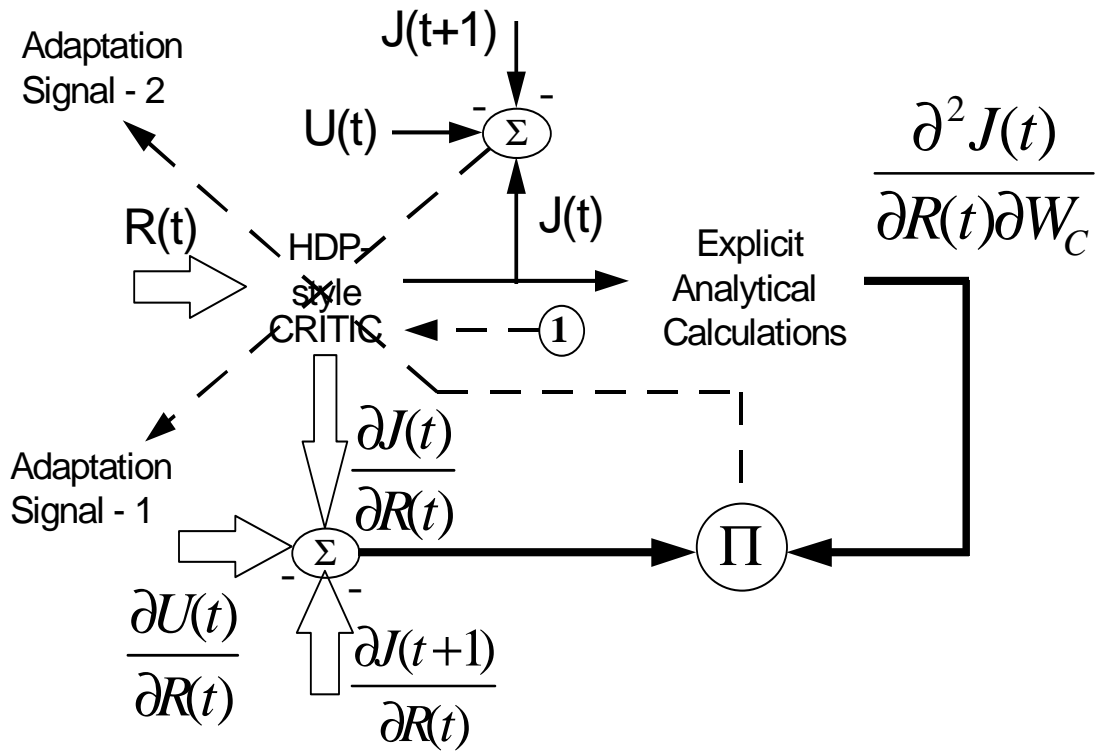 J(t+1)
Adaptation
Signal - 2
- -
U(t)
Σ
∂²J(t)
∂R(t)∂W_C
R(t)
J(t)
HDP-
style
CRITIC
Explicit
Analytical
Calculations
1
∂J(t)
∂R(t)
Adaptation
Signal - 1
Σ
Π
- -
∂U(t)
∂R(t)
∂J(t+1)
∂R(t)